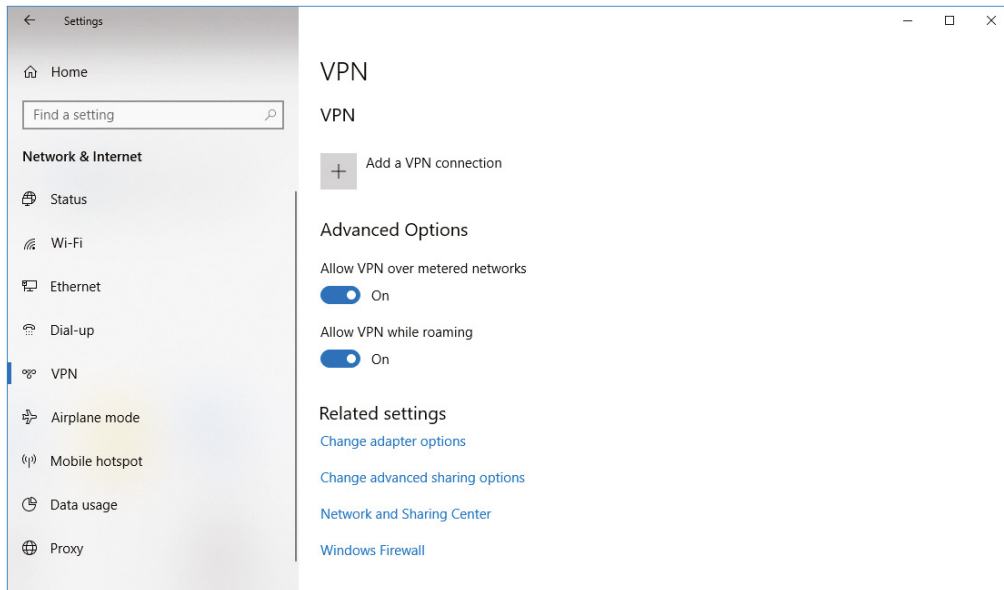 Settings
Home
Find a setting
Network & Internet
Status
Wi-Fi
Ethernet
Dial-up
VPN
Airplane mode
Mobile hotspot
Data usage
Proxy
VPN
VPN
Add a VPN connection
Advanced Options
Allow VPN over metered networks
On
Allow VPN while roaming
On
Related settings
Change adapter options
Change advanced sharing options
Network and Sharing Center
Windows Firewall